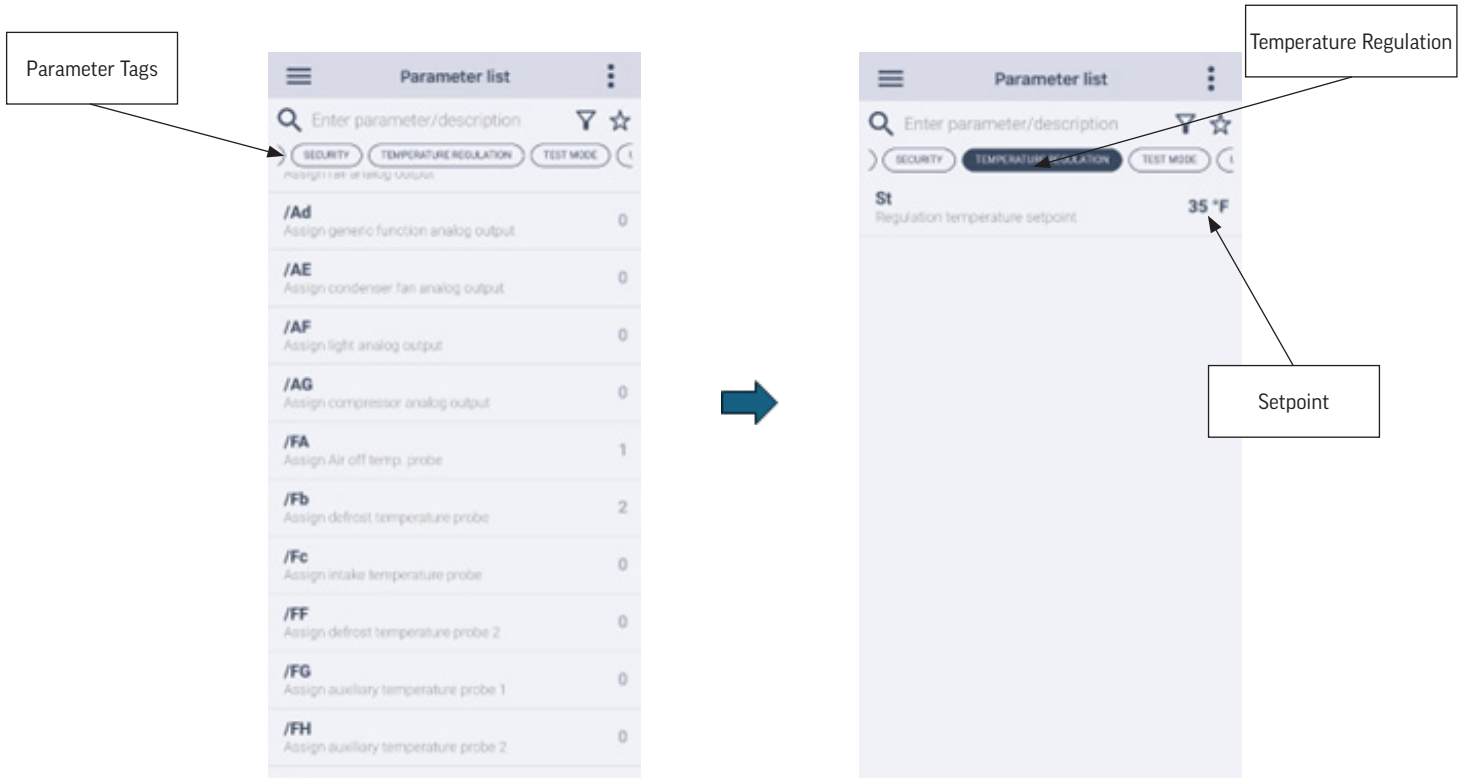 Parameter Tags
Parameter list
Enter parameter/description
SECURITY
TEMPERATURE REGULATION
TEST MODE
Assign fan analog output
/Ad
Assign generic function analog output
0
/AE
Assign condenser fan analog output
0
/AF
Assign light analog output
0
/AG
Assign compressor analog output
0
/FA
Assign Air off temp. probe
1
/Fb
Assign defrost temperature probe
2
/Fc
Assign intake temperature probe
0
/FF
Assign defrost temperature probe 2
0
/FG
Assign auxiliary temperature probe 1
0
/FH
Assign auxiliary temperature probe 2
0
Temperature Regulation
Parameter list
Enter parameter/description
SECURITY
TEMPERATURE REGULATION
TEST MODE
St
Regulation temperature setpoint
35 °F
Setpoint